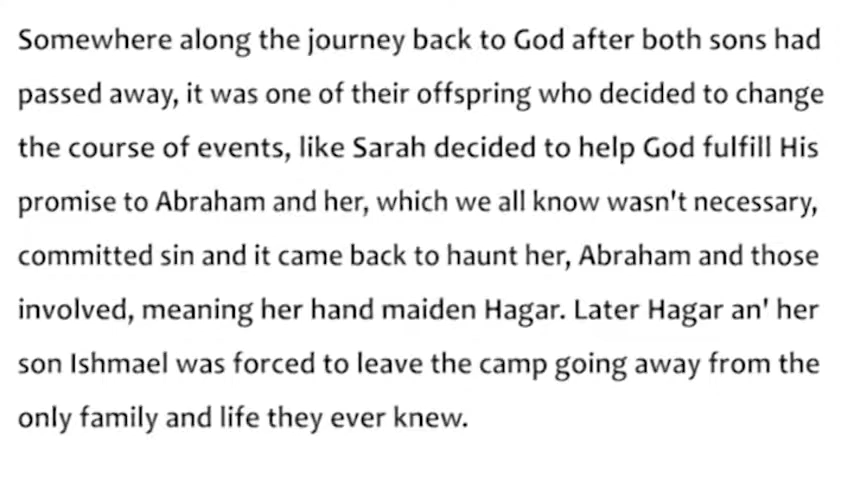 Somewhere along the journey back to God after both sons had
passed away, it was one of their offspring who decided to change
the course of events, like Sarah decided to help God fulfill His
promise to Abraham and her, which we all know wasn't necessary,
committed sin and it came back to haunt her, Abraham and those
involved, meaning her hand maiden Hagar. Later Hagar an' her
son Ishmael was forced to leave the camp going away from the
only family and life they ever knew.